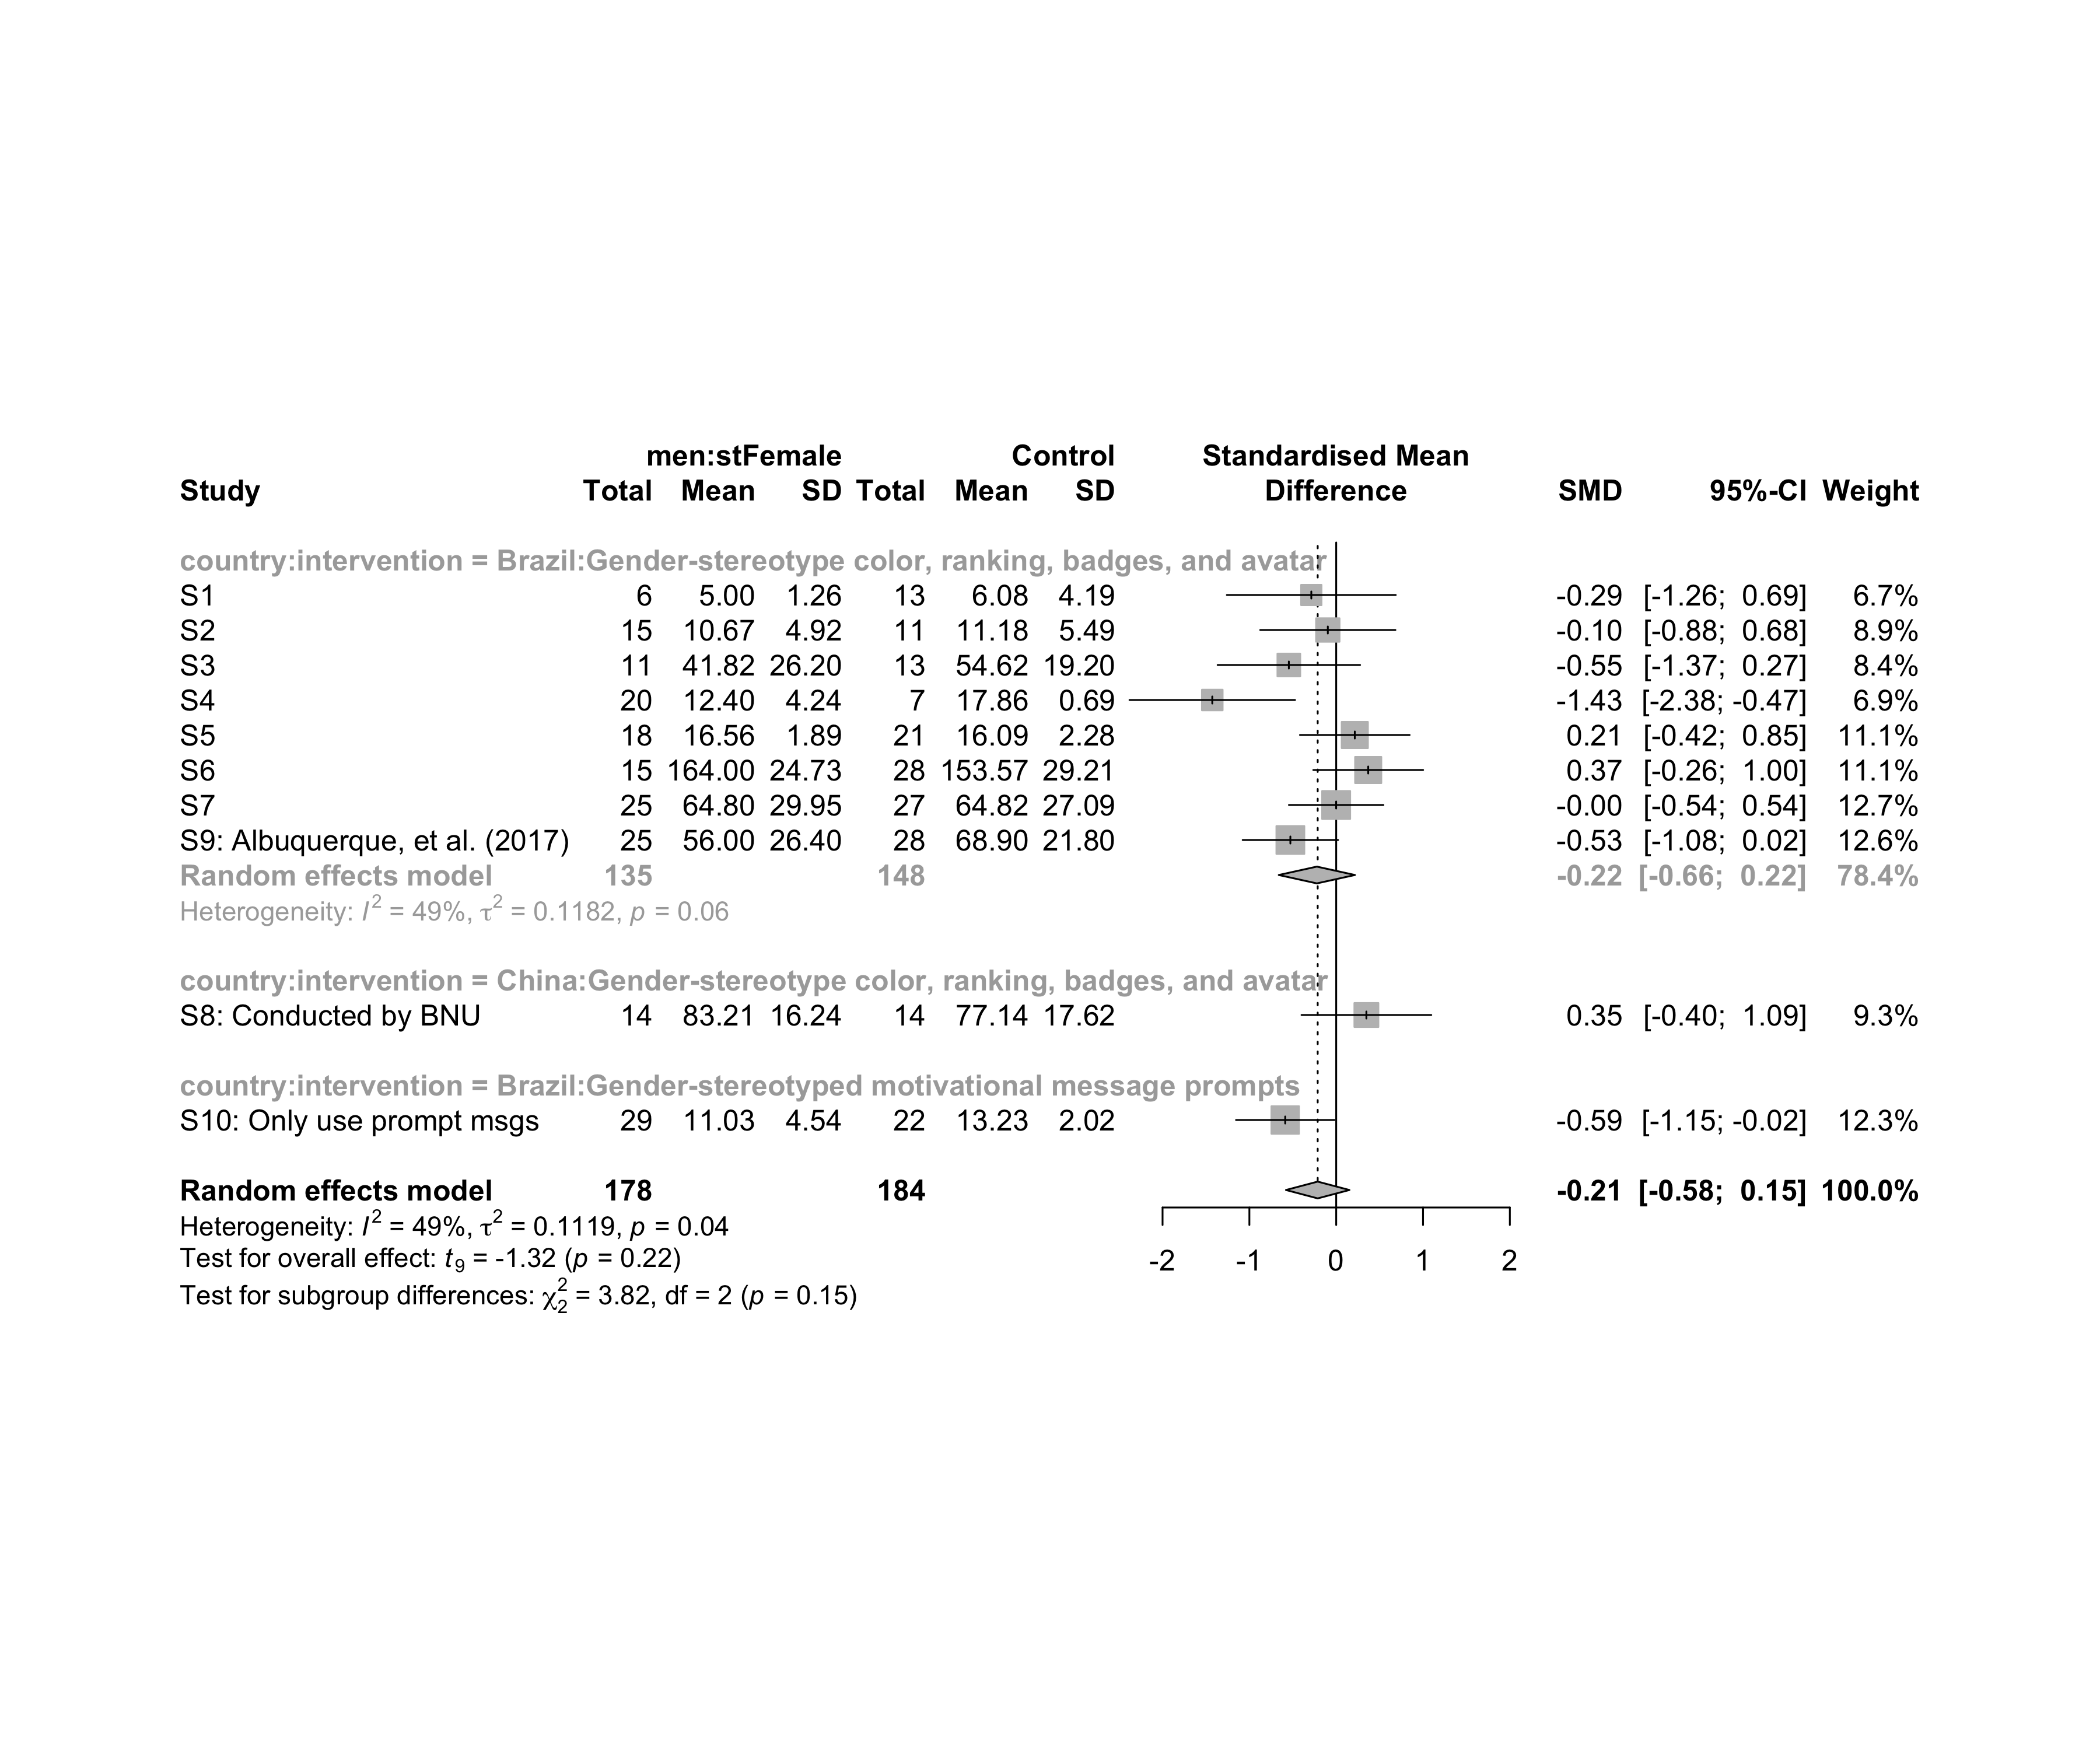 men:stFemale Control Standardised Mean
Study Total Mean SD Total Mean SD Difference SMD 95%-CI Weight
country:intervention = Brazil:Gender-stereotype color, ranking, badges, and avatar
S1 6 5.00 1.26 13 6.08 4.19 -0.29 [-1.26; 0.69] 6.7%
S2 15 10.67 4.92 11 11.18 5.49 -0.10 [-0.88; 0.68] 8.9%
S3 11 41.82 26.20 13 54.62 19.20 -0.55 [-1.37; 0.27] 8.4%
S4 20 12.40 4.24 7 17.86 0.69 -1.43 [-2.38; -0.47] 6.9%
S5 18 16.56 1.89 21 16.09 2.28 0.21 [-0.42; 0.85] 11.1%
S6 15 164.00 24.73 28 153.57 29.21 0.37 [-0.26; 1.00] 11.1%
S7 25 64.80 29.95 27 64.82 27.09 -0.00 [-0.54; 0.54] 12.7%
S9: Albuquerque, et al. (2017) 25 56.00 26.40 28 68.90 21.80 -0.53 [-1.08; 0.02] 12.6%
Random effects model 135 148 -0.22 [-0.66; 0.22] 78.4%
Heterogeneity: I² = 49%, τ² = 0.1182, p = 0.06
country:intervention = China:Gender-stereotype color, ranking, badges, and avatar
S8: Conducted by BNU 14 83.21 16.24 14 77.14 17.62 0.35 [-0.40; 1.09] 9.3%
country:intervention = Brazil:Gender-stereotyped motivational message prompts
S10: Only use prompt msgs 29 11.03 4.54 22 13.23 2.02 -0.59 [-1.15; -0.02] 12.3%
Random effects model 178 184 -0.21 [-0.58; 0.15] 100.0%
Heterogeneity: I² = 49%, τ² = 0.1119, p = 0.04
Test for overall effect: t₉ = -1.32 (p = 0.22)
-2 -1 0 1 2
Test for subgroup differences: χ²₂ = 3.82, df = 2 (p = 0.15)